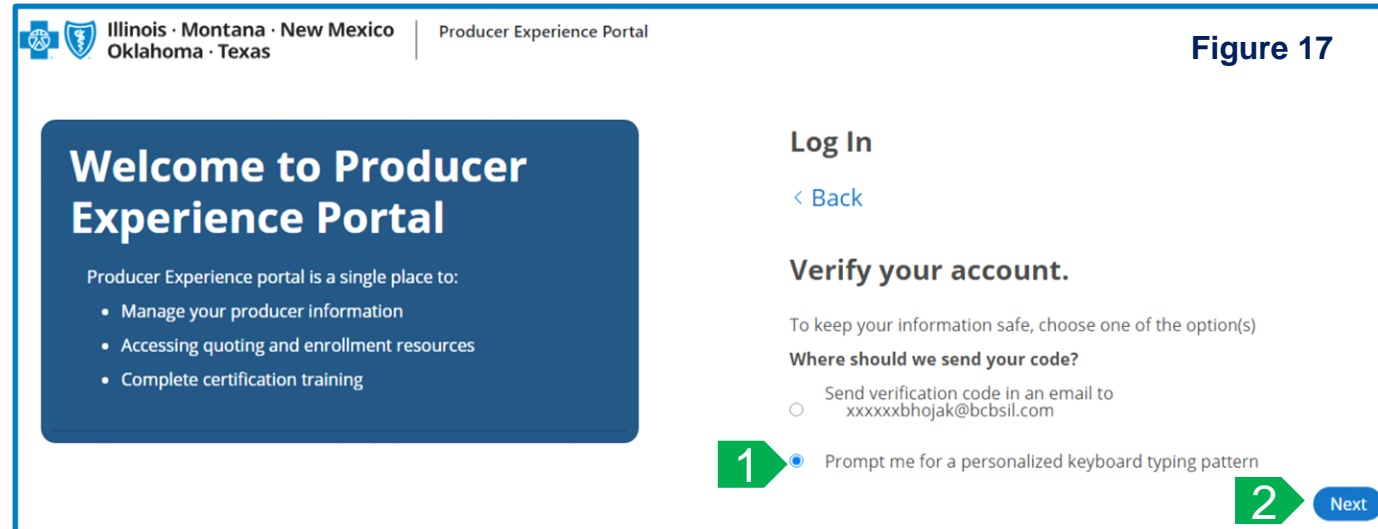 Illinois · Montana · New Mexico
Oklahoma · Texas
Producer Experience Portal
Figure 17
Welcome to Producer
Experience Portal
Producer Experience portal is a single place to:
• Manage your producer information
• Accessing quoting and enrollment resources
• Complete certification training
Log In
< Back
Verify your account.
To keep your information safe, choose one of the option(s)
Where should we send your code?
Send verification code in an email to
xxxxxxbhojak@bcbsil.com
1
Prompt me for a personalized keyboard typing pattern
2
Next